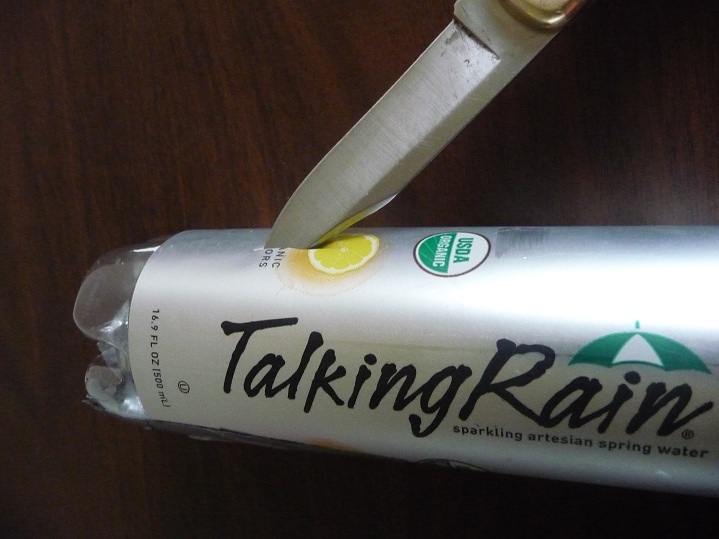 USDA
ORGANIC
16.9 FL OZ (500 mL)
TalkingRain®
sparkling artesian spring water